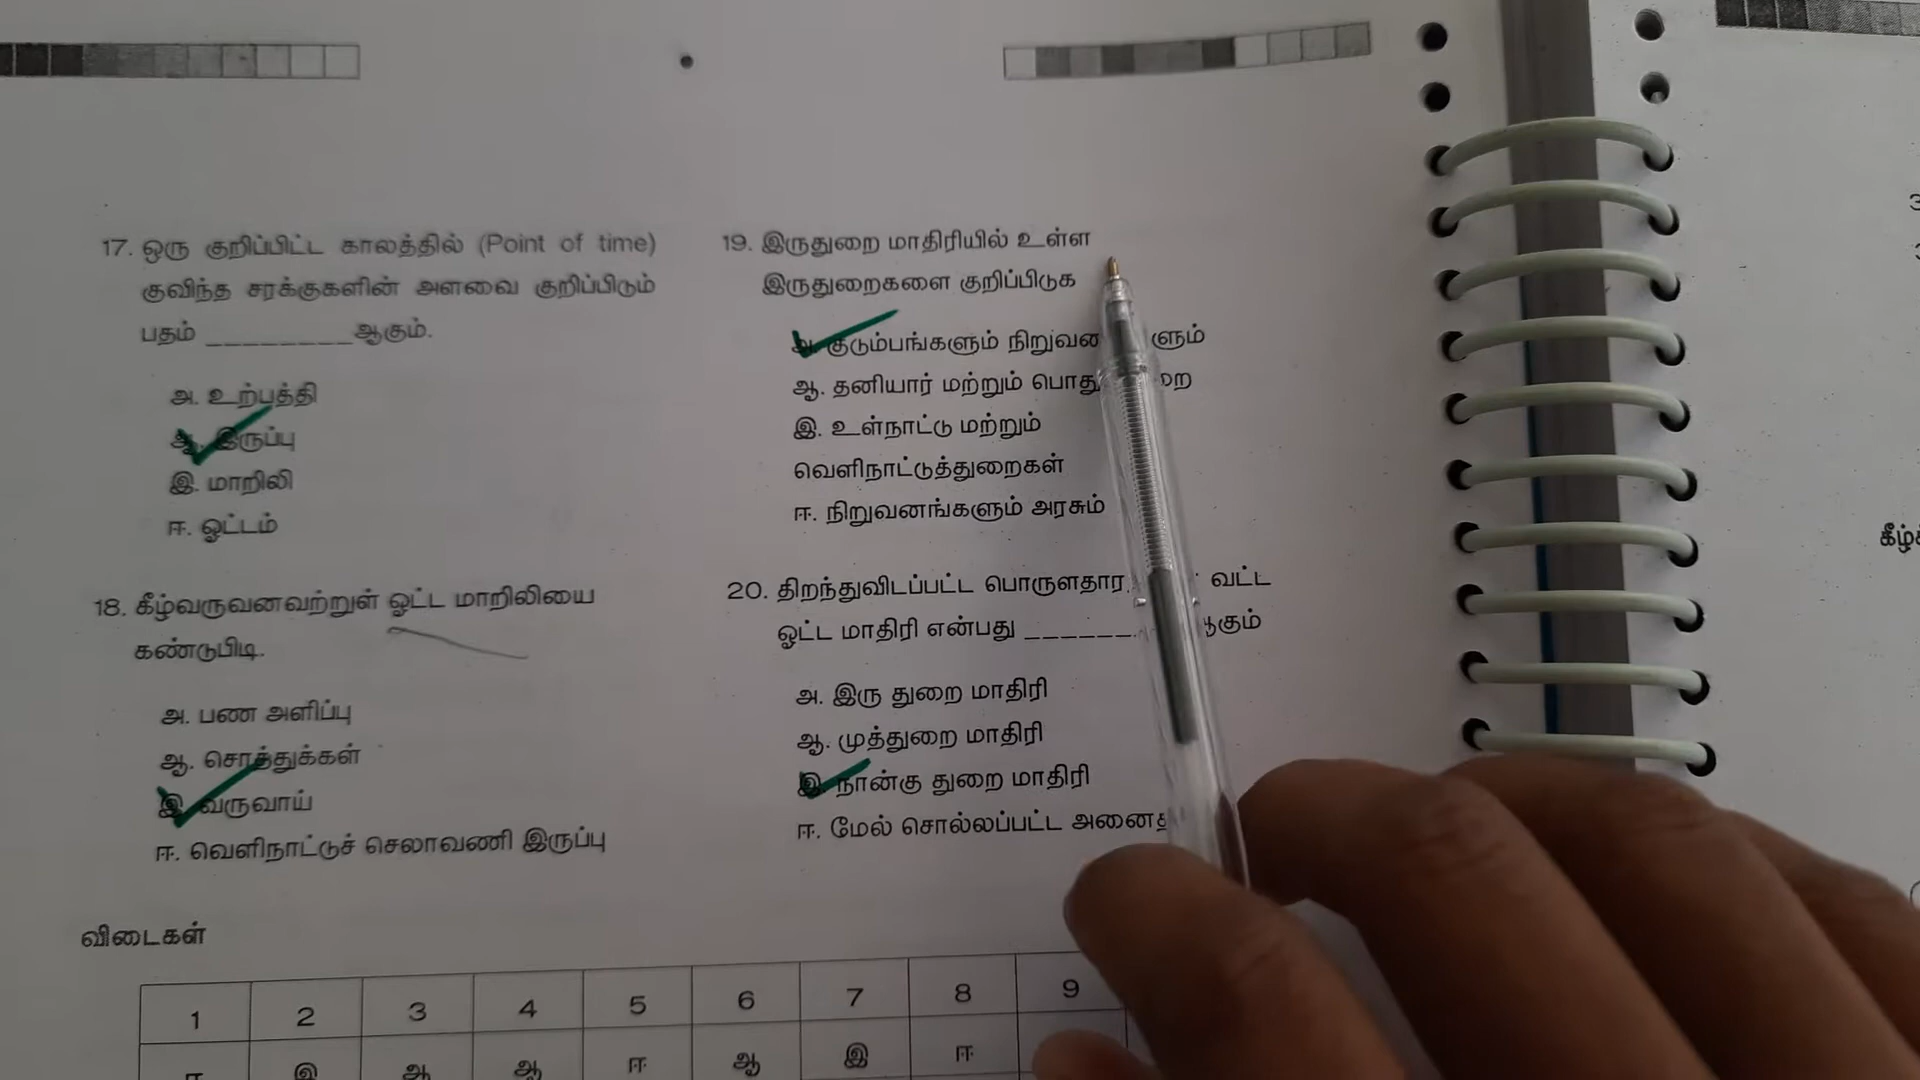 17. ஒரு குறிப்பிட்ட காலத்தில் (Point of time)
குவிந்த சரக்குகளின் அளவை குறிப்பிடும்
பதம் ________ ஆகும்.
அ. உற்பத்தி
ஆ. இருப்பு
இ. மாறிலி
ஈ. ஓட்டம்
18. கீழ்வருவனவற்றுள் ஓட்ட மாறிலியை
கண்டுபிடி.
அ. பண அளிப்பு
ஆ. சொத்துக்கள்
இ. வருவாய்
ஈ. வெளிநாட்டுச் செலாவணி இருப்பு
19. இருதுறை மாதிரியில் உள்ள
இருதுறைகளை குறிப்பிடுக
அ. குடும்பங்களும்
ஆ. தனியார் மற்றும்
இ. உள்நாட்டு மற்றும்
வெளிநாட்டுத்துறைகள்
ஈ. நிறுவனங்களும் அரசும்
20. திறந்துவிடப்பட்ட வட்ட
ஓட்ட மாதிரி என்பது ______ ஆகும்
அ. இரு துறை மாதிரி
ஆ. முத்துறை மாதிரி
இ. நான்கு துறை மாதிரி
ஈ. மேல் சொல்லப்பட்ட
விடைகள்
1 2 3 4 5 6 7 8 9
இ ஆ ஆ ஈ ஆ இ ஈ